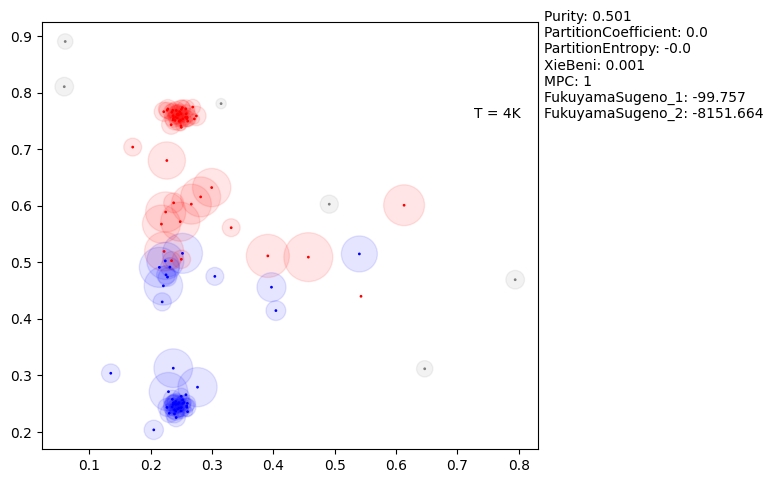 Purity: 0.501
PartitionCoefficient: 0.0
PartitionEntropy: -0.0
XieBeni: 0.001
MPC: 1
FukuyamaSugeno_1: -99.757
FukuyamaSugeno_2: -8151.664
T = 4K
0.9
0.8
0.7
0.6
0.5
0.4
0.3
0.2
0.1 0.2 0.3 0.4 0.5 0.6 0.7 0.8